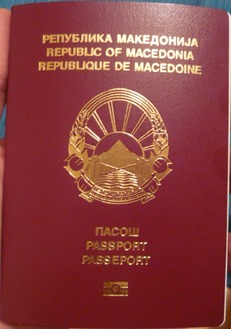 РЕПУБЛИКА МАКЕДОНИЈА
REPUBLIC OF MACEDONIA
REPUBLIQUE DE MACEDOINE
ПАСОШ
PASSPORT
PASSEPORT